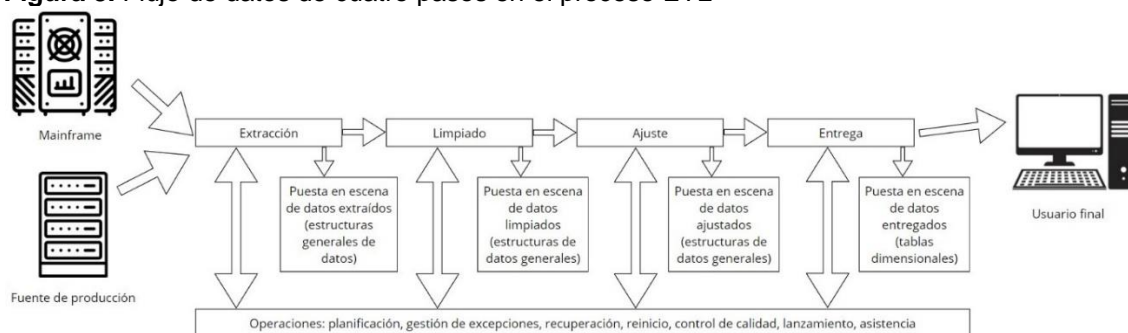 Mainframe
Fuente de producción
Extracción
Limpiado
Ajuste
Entrega
Puesta en escena
de datos extraídos
(estructuras
generales de
datos)
Puesta en escena
de datos
limpiados
(estructuras de
datos generales)
Puesta en escena
de datos
ajustados
(estructuras de
datos generales)
Puesta en escena
de datos
entregados
(tablas
dimensionales)
Usuario final
Operaciones: planificación, gestión de excepciones, recuperación, reinicio, control de calidad, lanzamiento, asistencia